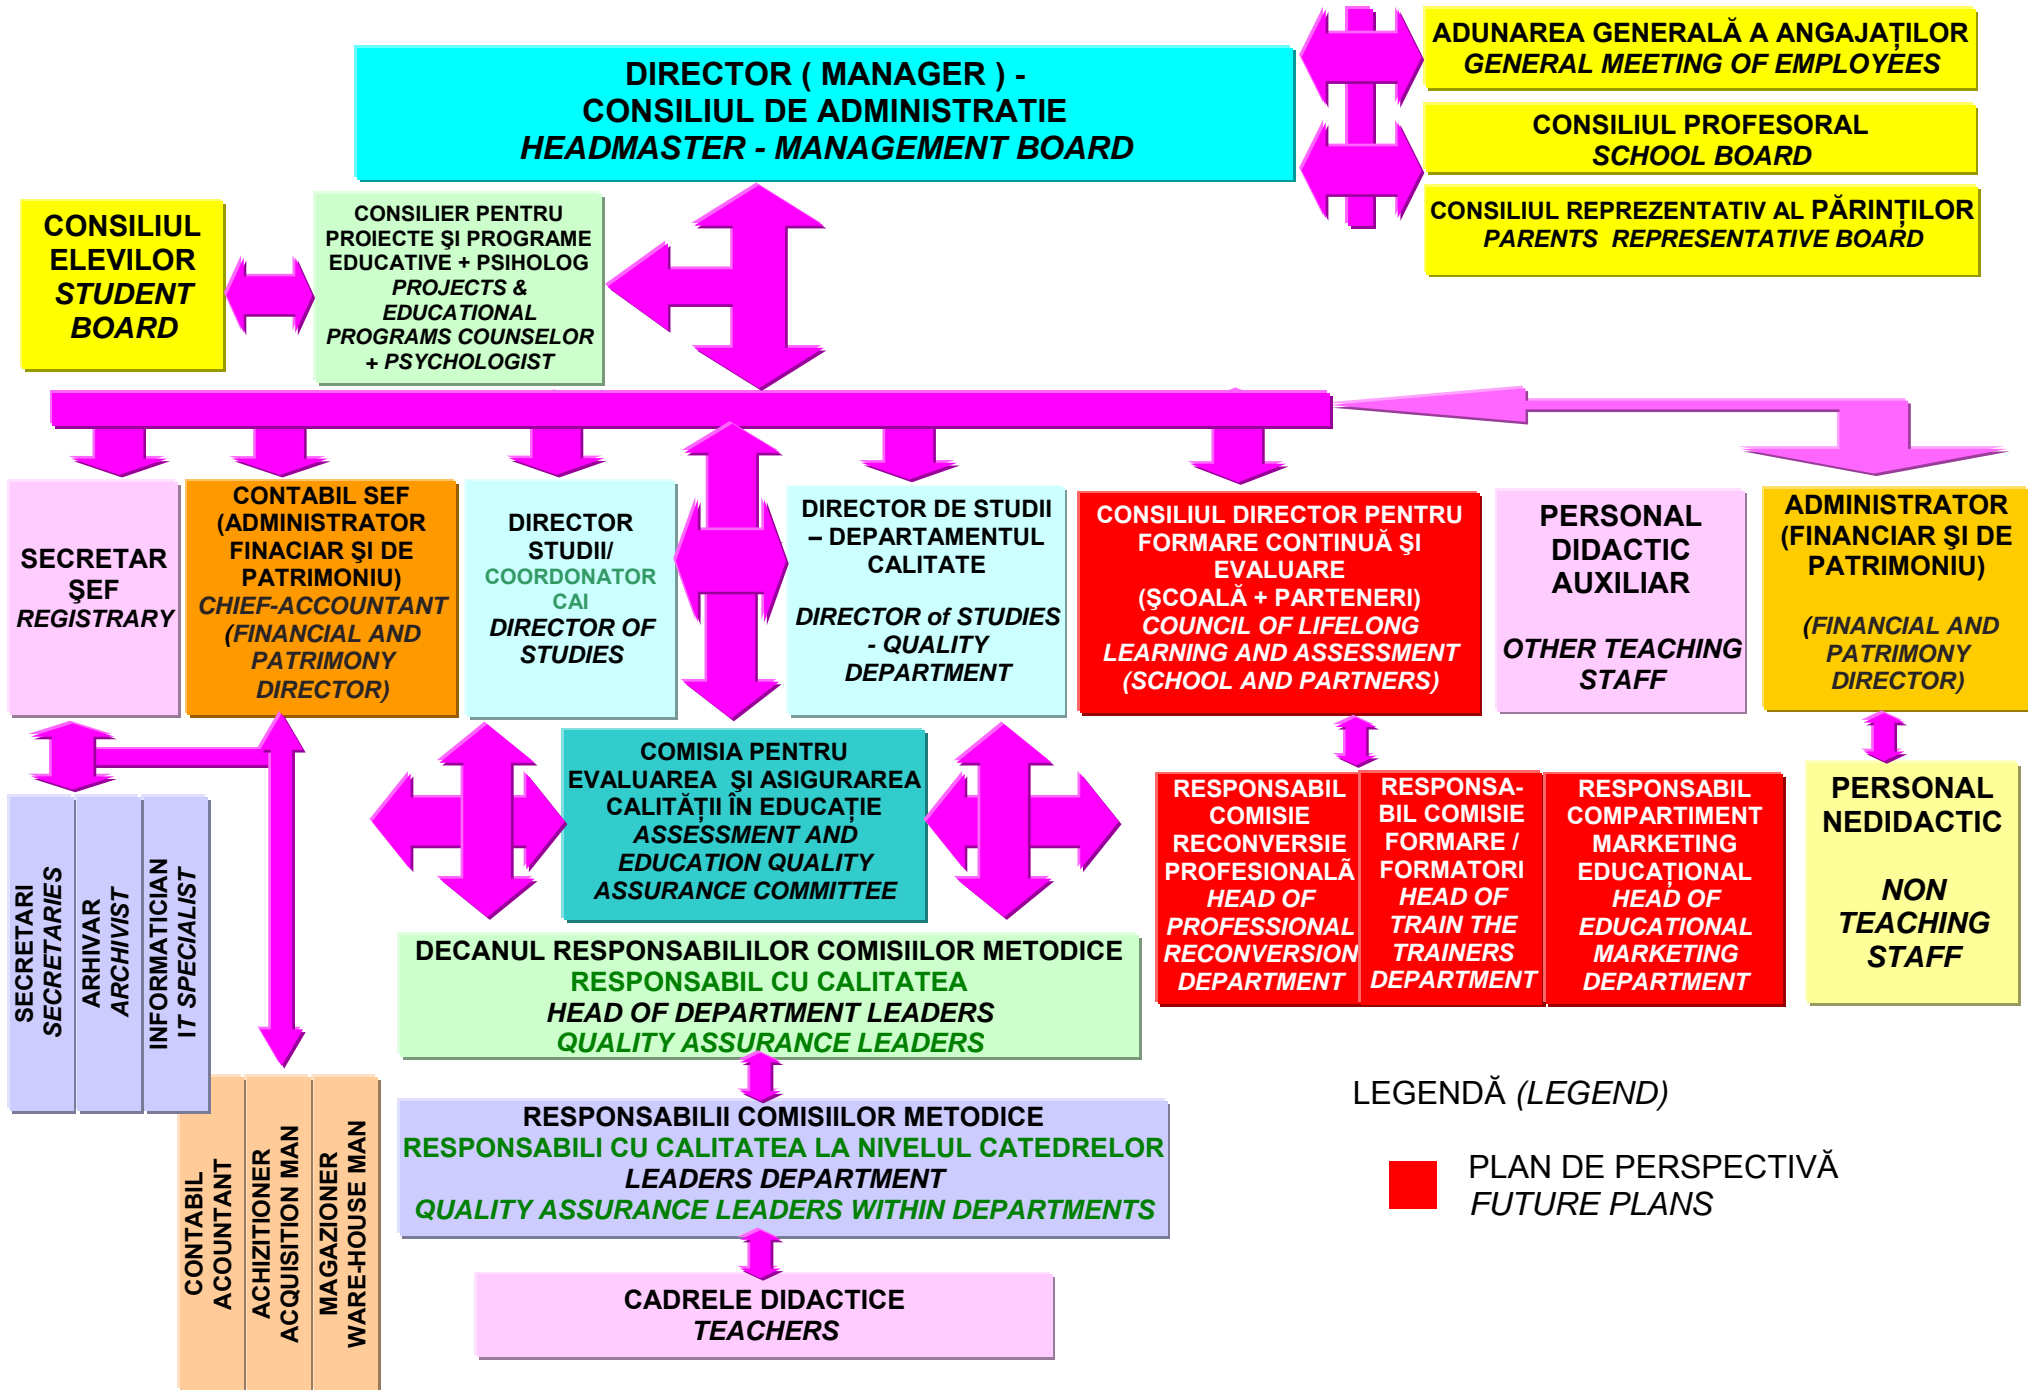 DIRECTOR ( MANAGER ) -
CONSILIUL DE ADMINISTRATIE
HEADMASTER - MANAGEMENT BOARD
ADUNAREA GENERALĂ A ANGAJAȚILOR
GENERAL MEETING OF EMPLOYEES
CONSILIUL PROFESORAL
SCHOOL BOARD
CONSILIUL REPREZENTATIV AL PĂRINȚILOR
PARENTS REPRESENTATIVE BOARD
CONSILIUL
ELEVILOR
STUDENT
BOARD
CONSILIER PENTRU
PROIECTE ŞI PROGRAME
EDUCATIVE + PSIHOLOG
PROJECTS &
EDUCATIONAL
PROGRAMS COUNSELOR
+ PSYCHOLOGIST
SECRETAR
ŞEF
REGISTRARY
CONTABIL SEF
(ADMINISTRATOR
FINACIAR ŞI DE
PATRIMONIU)
CHIEF-ACCOUNTANT
(FINANCIAL AND
PATRIMONY
DIRECTOR)
DIRECTOR
STUDII/
COORDONATOR
CAI
DIRECTOR OF
STUDIES
DIRECTOR DE STUDII
– DEPARTAMENTUL
CALITATE
DIRECTOR of STUDIES
- QUALITY
DEPARTMENT
CONSILIUL DIRECTOR PENTRU
FORMARE CONTINUĂ ŞI
EVALUARE
(ŞCOALĂ + PARTENERI)
COUNCIL OF LIFELONG
LEARNING AND ASSESSMENT
(SCHOOL AND PARTNERS)
PERSONAL
DIDACTIC
AUXILIAR
OTHER TEACHING
STAFF
ADMINISTRATOR
(FINANCIAR ŞI DE
PATRIMONIU)
(FINANCIAL AND
PATRIMONY
DIRECTOR)
COMISIA PENTRU
EVALUAREA ŞI ASIGURAREA
CALITĂȚII ÎN EDUCAȚIE
ASSESSMENT AND
EDUCATION QUALITY
ASSURANCE COMMITTEE
RESPONSABIL
COMISIE
RECONVERSIE
PROFESIONALÃ
HEAD OF
PROFESSIONAL
RECONVERSION
DEPARTMENT
RESPONSA-
BIL COMISIE
FORMARE /
FORMATORI
HEAD OF
TRAIN THE
TRAINERS
DEPARTMENT
RESPONSABIL
COMPARTIMENT
MARKETING
EDUCAȚIONAL
HEAD OF
EDUCATIONAL
MARKETING
DEPARTMENT
PERSONAL
NEDIDACTIC
NON
TEACHING
STAFF
SECRETARI
SECRETARIES
ARHIVAR
ARCHIVIST
INFORMATICIAN
IT SPECIALIST
DECANUL RESPONSABILILOR COMISIILOR METODICE
RESPONSABIL CU CALITATEA
HEAD OF DEPARTMENT LEADERS
QUALITY ASSURANCE LEADERS
CONTABIL
ACOUNTANT
ACHIZITIONER
ACQUISITION MAN
MAGAZIONER
WARE-HOUSE MAN
RESPONSABILII COMISIILOR METODICE
RESPONSABILI CU CALITATEA LA NIVELUL CATEDRELOR
LEADERS DEPARTMENT
QUALITY ASSURANCE LEADERS WITHIN DEPARTMENTS
CADRELE DIDACTICE
TEACHERS
LEGENDĂ (LEGEND)
PLAN DE PERSPECTIVĂ
FUTURE PLANS